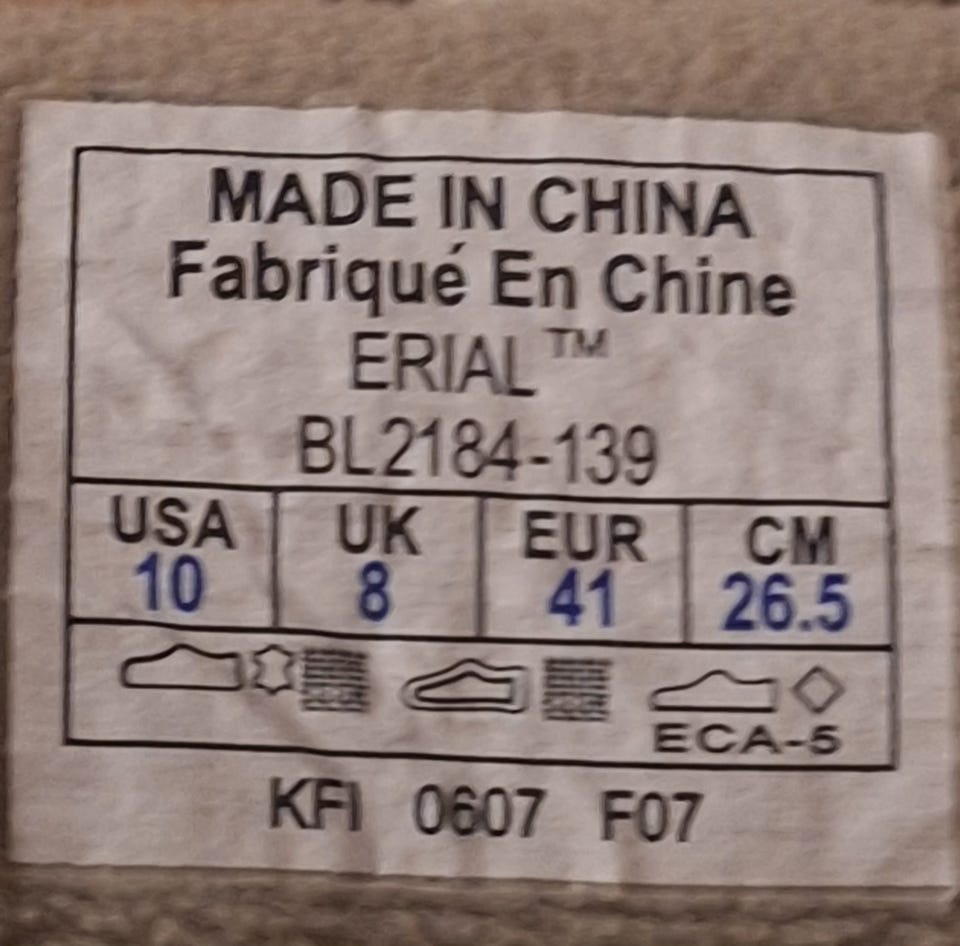 MADE IN CHINA
Fabriqué En Chine
ERIAL™
BL2184-139
USA UK EUR CM
10 8 41 26.5
ECA-5
KFI 0607 F07